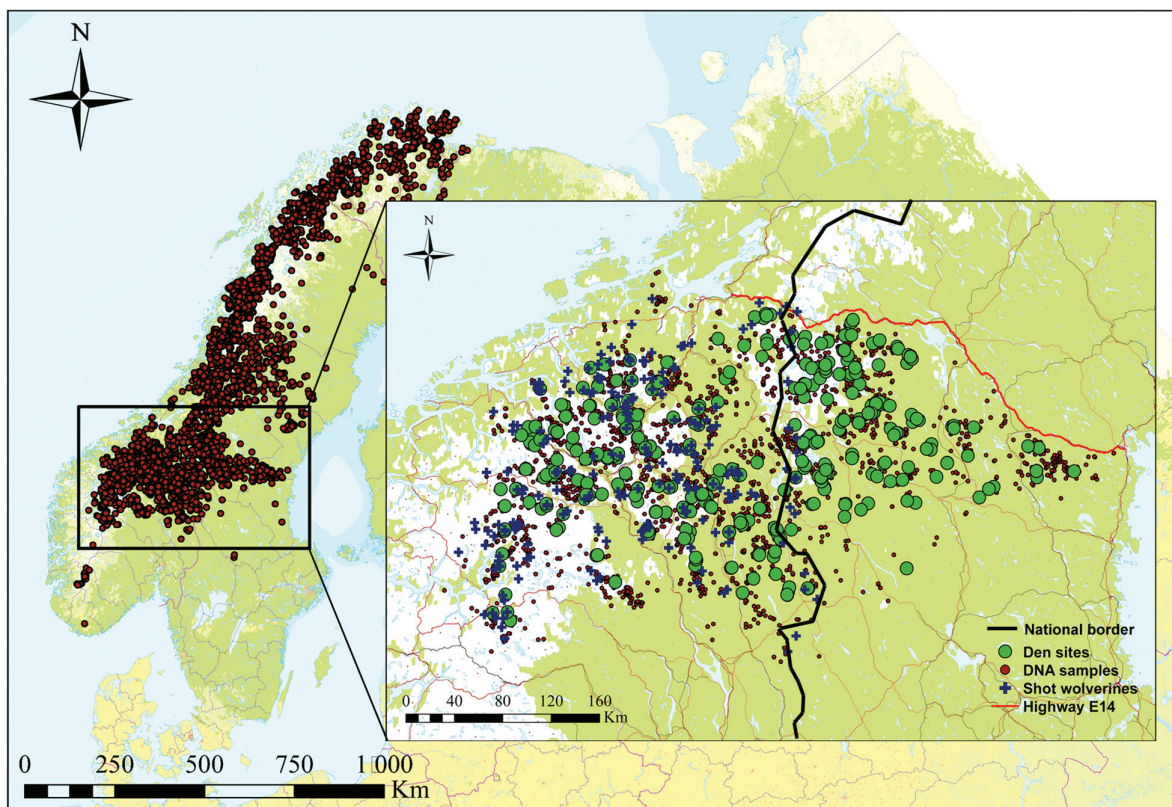 N
N
National border
Den sites
DNA samples
Shot wolverines
Highway E14
0 40 80 120 160
Km
0 250 500 750 1 000
Km